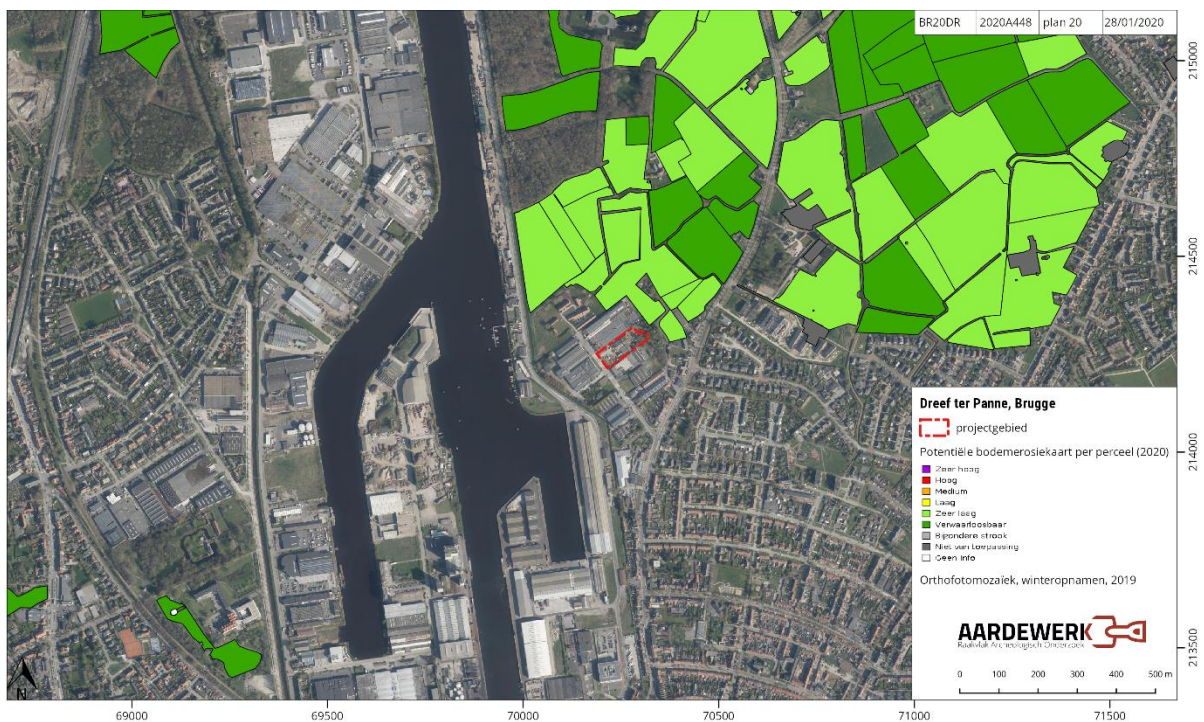 BR20DR 2020A448 plan 20 28/01/2020
215000
214500
214000
213500
Dreef ter Panne, Brugge
projectgebied
Potentiële bodemerosiekaart per perceel (2020)
Zeer hoog
Hoog
Medium
Laag
Zeer laag
Verwaarloosbaar
Bijzondere strook
Niet van toepassing
Geen info
Orthofotomozaïek, winteropnamen, 2019
AARDEWERK
Raakvlak Archeologisch Onderzoek
0 100 200 300 400 500 m
N
69000 69500 70000 70500 71000 71500